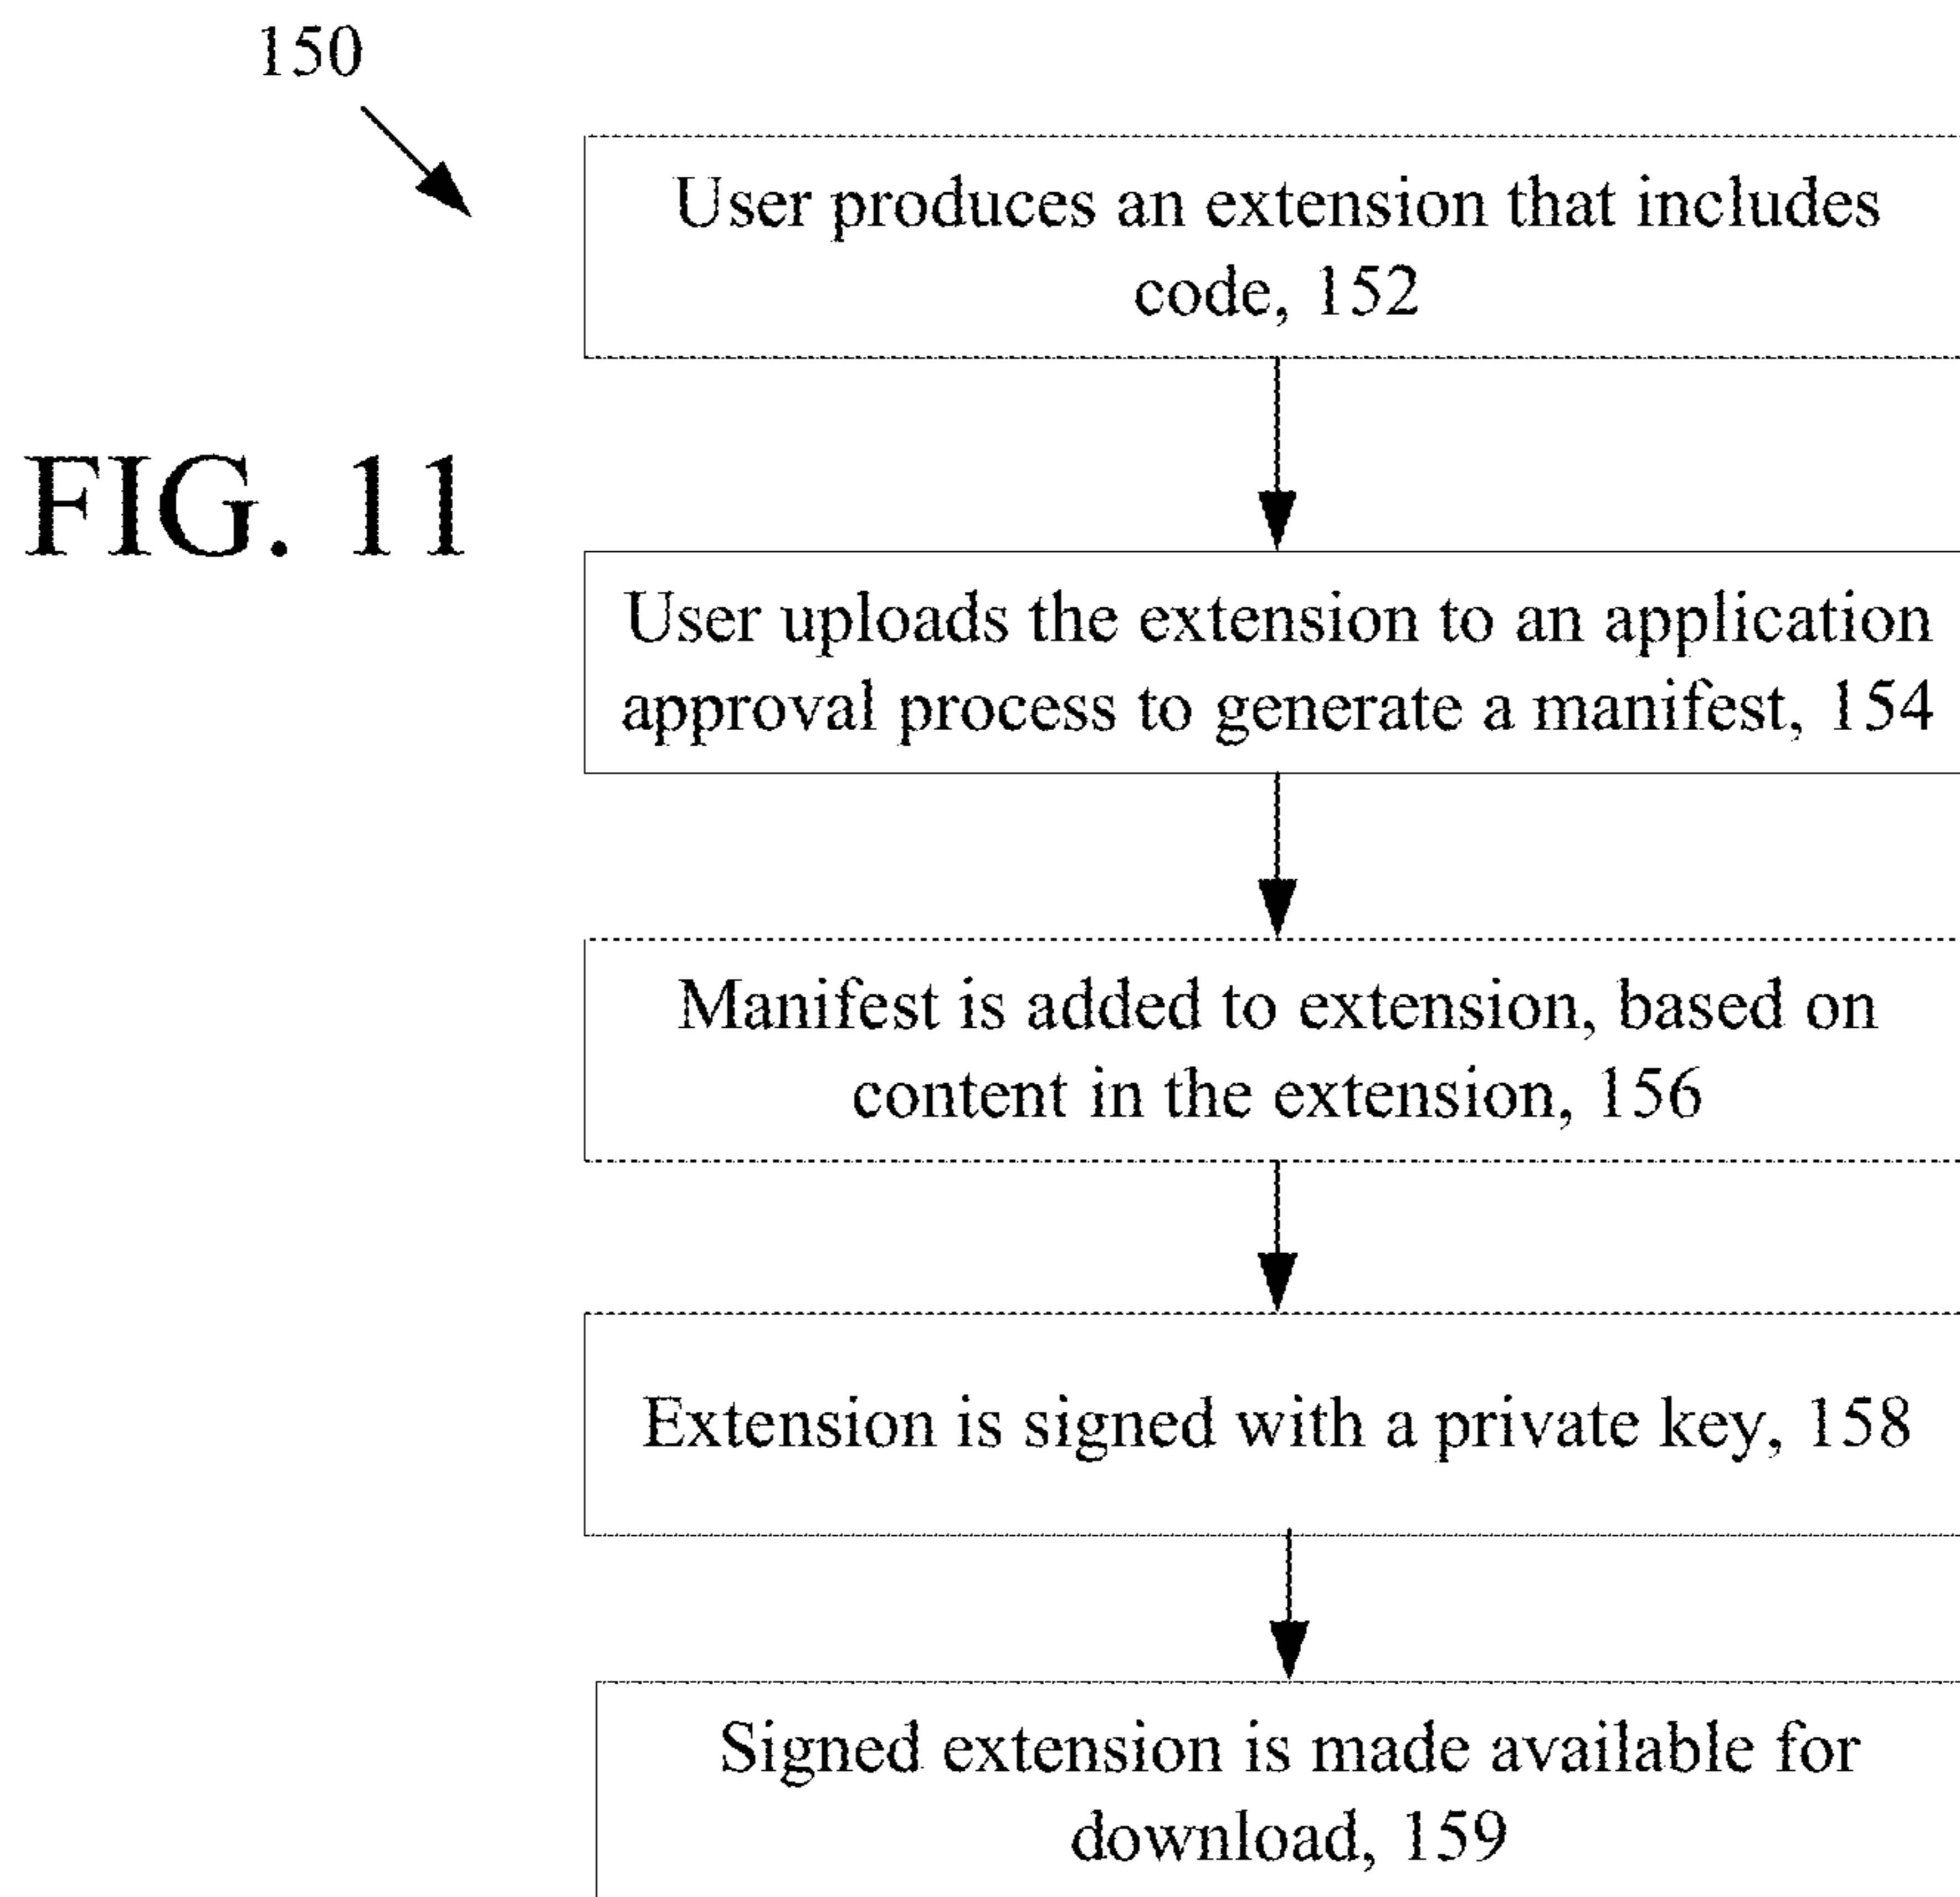 150
User produces an extension that includes
code, 152
FIG. 11
User uploads the extension to an application
approval process to generate a manifest, 154
Manifest is added to extension, based on
content in the extension, 156
Extension is signed with a private key, 158
Signed extension is made available for
download, 159